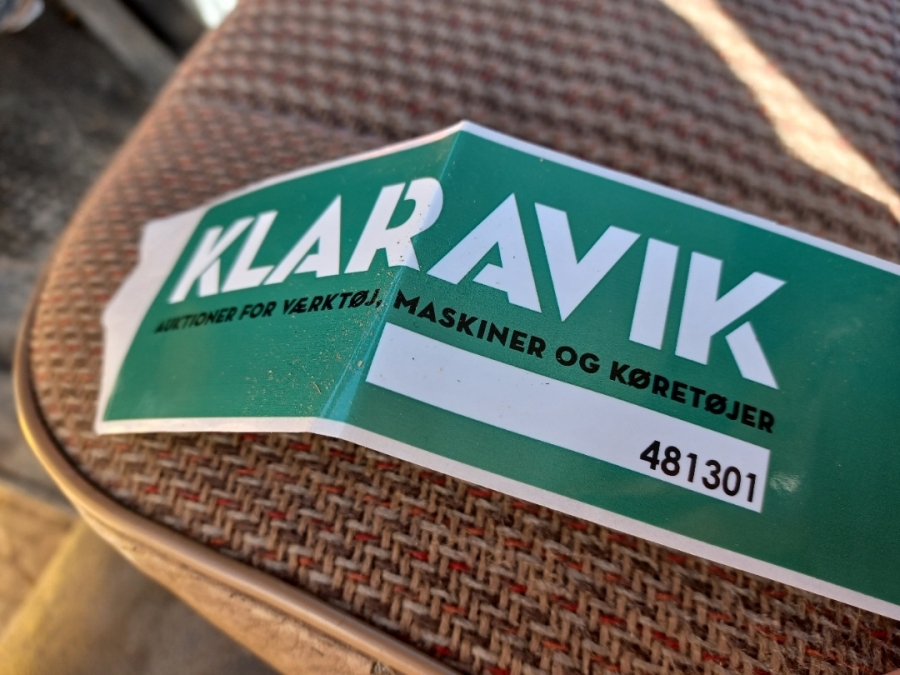 KLARAVIK
AUKTIONER FOR VÆRKTØJ, MASKINER OG KØRETØJER
481301